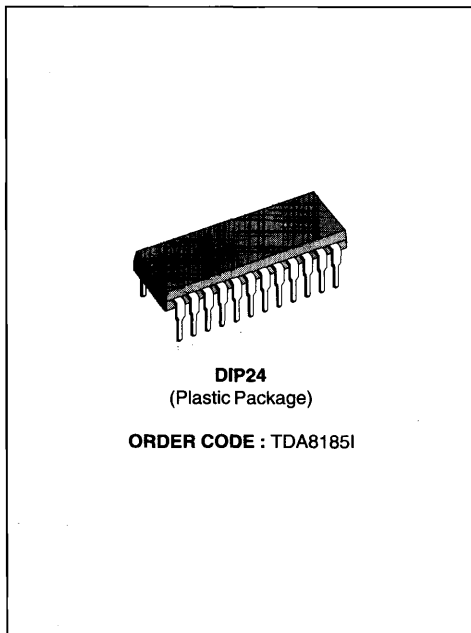 DIP24
(Plastic Package)
ORDER CODE : TDA8185I